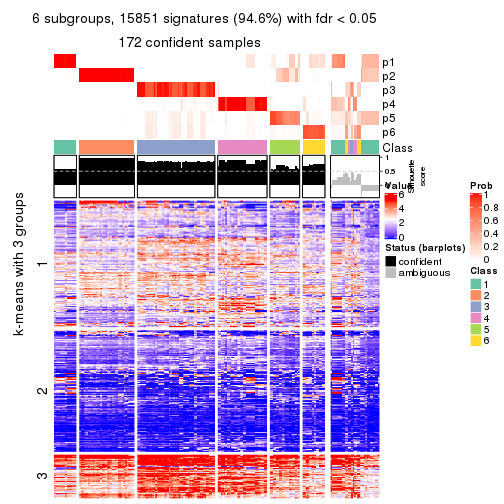 6 subgroups, 15851 signatures (94.6%) with fdr < 0.05
172 confident samples
p1
p2
p3
p4
p5
p6
Class
1
0.5
0
Silhouette
score
k-means with 3 groups
1
2
3
Value
6
4
2
0
Status (barplots)
confident
ambiguous
Prob
1
0.8
0.6
0.4
0.2
0
Class
1
2
3
4
5
6